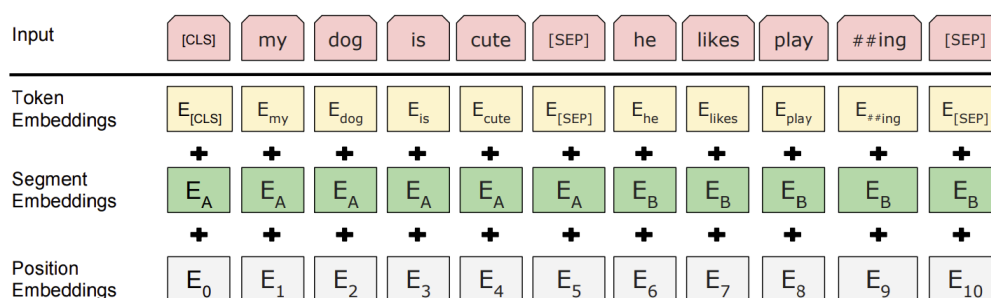 Input [CLS] my dog is cute [SEP] he likes play ##ing [SEP]
Token
Embeddings E[CLS] Emy Edog Eis Ecute E[SEP] Ehe Elikes Eplay E##ing E[SEP]
+ + + + + + + + + + +
Segment
Embeddings EA EA EA EA EA EA EB EB EB EB EB
+ + + + + + + + + + +
Position
Embeddings E0 E1 E2 E3 E4 E5 E6 E7 E8 E9 E10